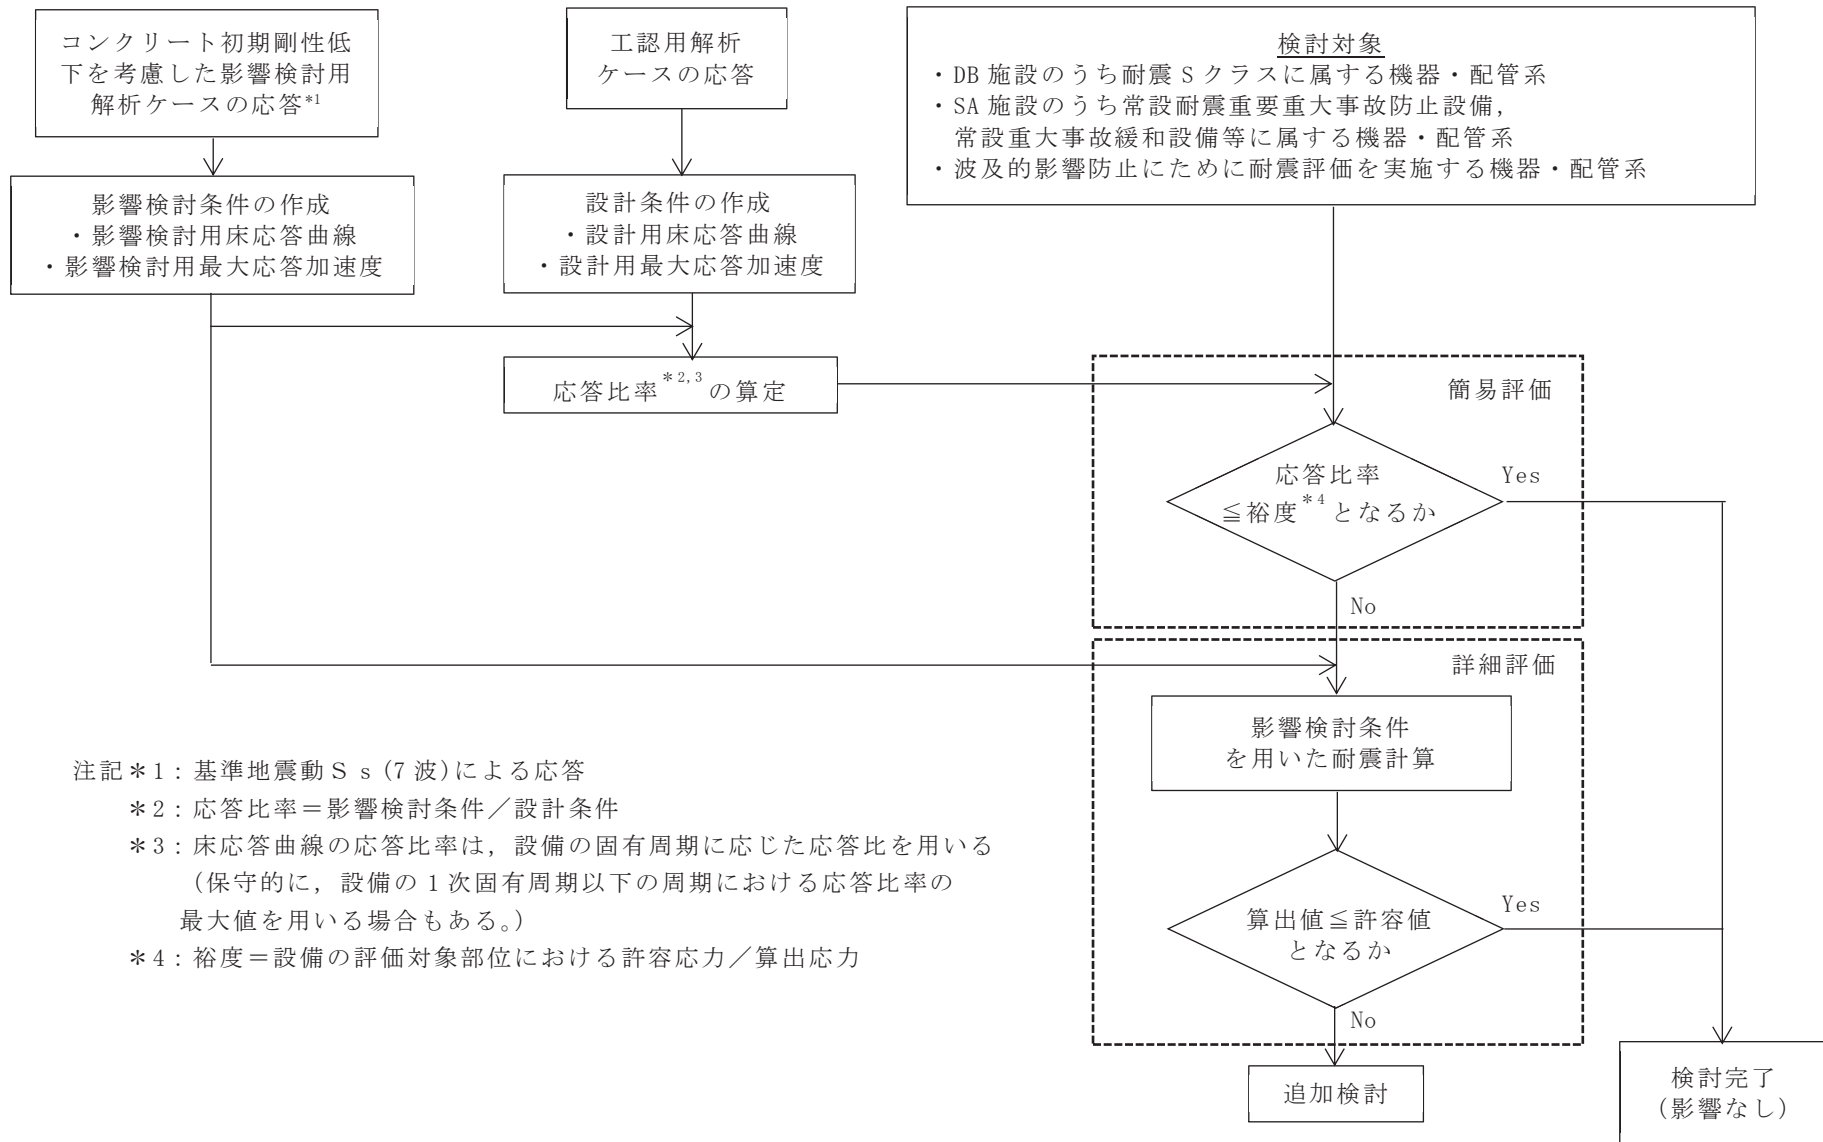 コンクリート初期剛性低
下を考慮した影響検討用
解析ケースの応答*1
工認用解析
ケースの応答
検討対象
・DB施設のうち耐震Sクラスに属する機器・配管系
・SA施設のうち常設耐震重要重大事故防止設備,
常設重大事故緩和設備等に属する機器・配管系
・波及的影響防止にために耐震評価を実施する機器・配管系
影響検討条件の作成
・影響検討用床応答曲線
・影響検討用最大応答加速度
設計条件の作成
・設計用床応答曲線
・設計用最大応答加速度
応答比率*2,3の算定
簡易評価
応答比率
≦裕度*4となるか
Yes
No
詳細評価
影響検討条件
を用いた耐震計算
算出値≦許容値
となるか
Yes
No
追加検討
検討完了
(影響なし)
注記*1:基準地震動Ss(7波)による応答
*2:応答比率=影響検討条件/設計条件
*3:床応答曲線の応答比率は,設備の固有周期に応じた応答比を用いる
(保守的に,設備の1次固有周期以下の周期における応答比率の
最大値を用いる場合もある。)
*4:裕度=設備の評価対象部位における許容応力/算出応力